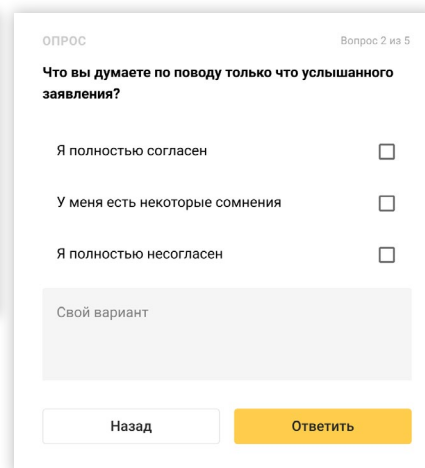 ОПРОС
Вопрос 2 из 5
Что вы думаете по поводу только что услышанного
заявления?
Я полностью согласен
У меня есть некоторые сомнения
Я полностью несогласен
Свой вариант
Назад
Ответить